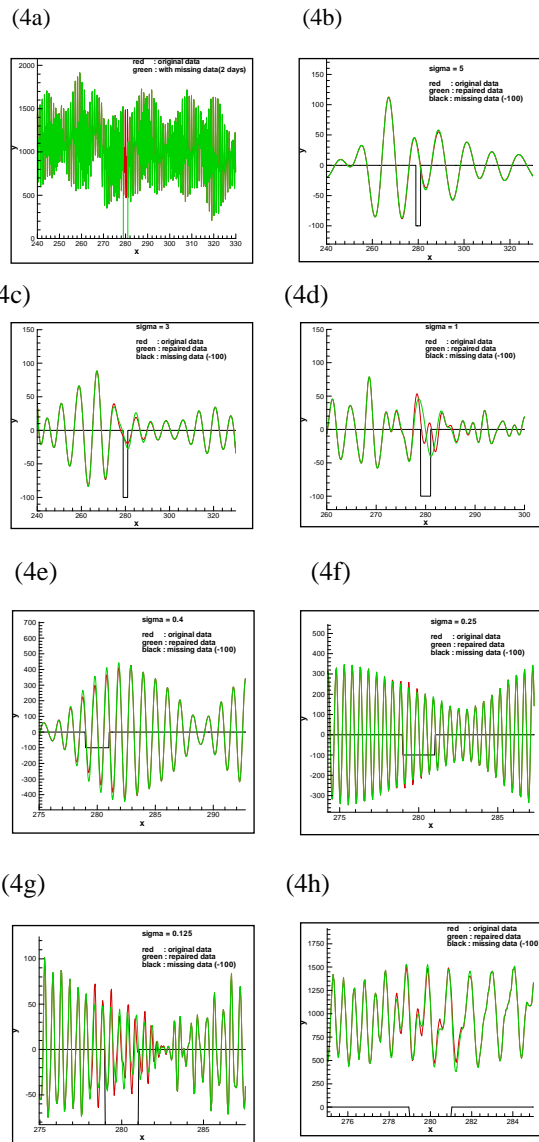 (4a)
(4b)
red : original data
green : with missing data(2 days)
2000
1500
1000
500
0
y
240 250 260 270 280 290 300 310 320 330
x
sigma = 5
red : original data
green : repaired data
black : missing data (-100)
150
100
50
0
-50
-100
y
240 260 280 300 320
x
4c)
(4d)
sigma = 3
red : original data
green : repaired data
black : missing data (-100)
150
100
50
0
-50
-100
y
240 260 280 300 320
x
sigma = 1
red : original data
green : repaired data
black : missing data (-100)
150
100
50
0
-50
-100
y
260 270 280 290 300
x
(4e)
(4f)
sigma = 0.4
red : original data
green : repaired data
black : missing data (-100)
700
600
500
400
300
200
100
0
-100
-200
-300
-400
y
275 280 285 290
x
sigma = 0.25
red : original data
green : repaired data
black : missing data (-100)
500
400
300
200
100
0
-100
-200
-300
y
275 280 285
x
(4g)
(4h)
sigma = 0.125
red : original data
green : repaired data
black : missing data (-100)
100
50
0
-50
y
275 280 285
x
red : original data
green : repaired data
black : missing data (-100)
1750
1500
1250
1000
750
500
250
0
y
276 278 280 282 284
x